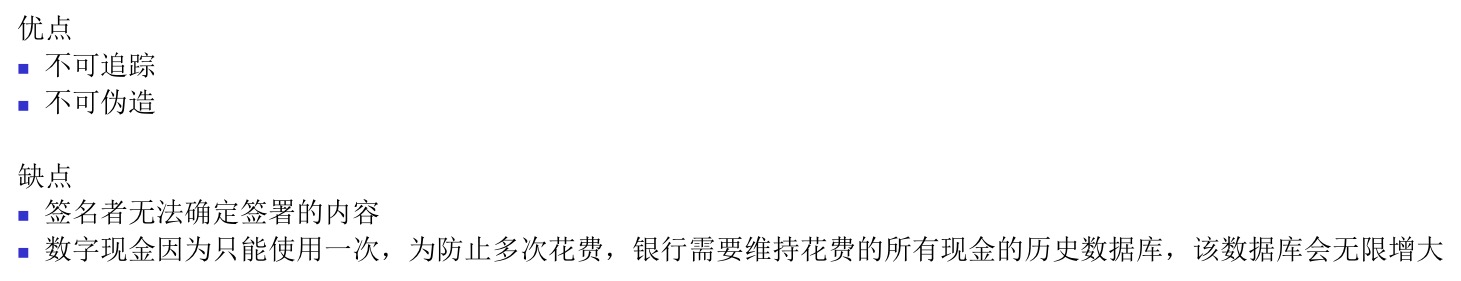 优点
不可追踪
不可伪造
缺点
签名者无法确定签署的内容
数字现金因为只能使用一次，为防止多次花费，银行需要维持花费的所有现金的历史数据库，该数据库会无限增大